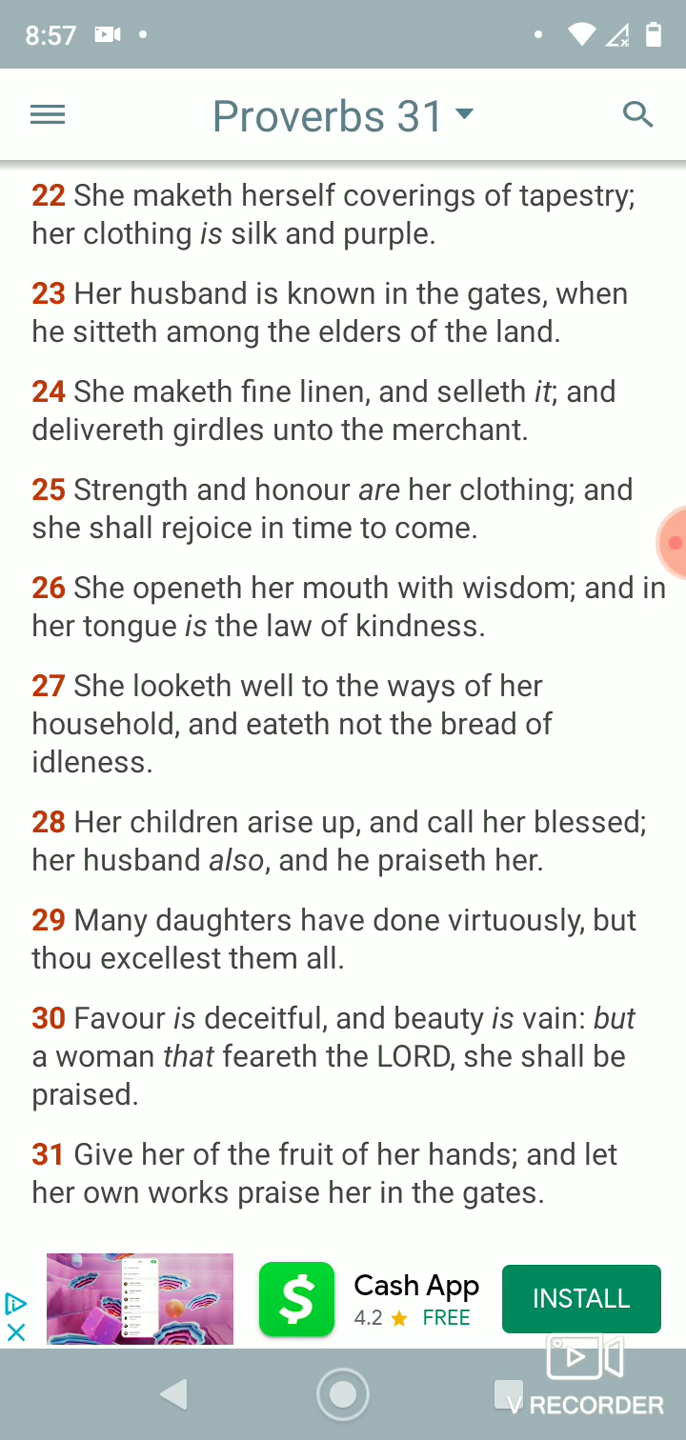 8:57
Proverbs 31
22 She maketh herself coverings of tapestry;
her clothing is silk and purple.
23 Her husband is known in the gates, when
he sitteth among the elders of the land.
24 She maketh fine linen, and selleth it; and
delivereth girdles unto the merchant.
25 Strength and honour are her clothing; and
she shall rejoice in time to come.
26 She openeth her mouth with wisdom; and in
her tongue is the law of kindness.
27 She looketh well to the ways of her
household, and eateth not the bread of
idleness.
28 Her children arise up, and call her blessed;
her husband also, and he praiseth her.
29 Many daughters have done virtuously, but
thou excellest them all.
30 Favour is deceitful, and beauty is vain: but
a woman that feareth the LORD, she shall be
praised.
31 Give her of the fruit of her hands; and let
her own works praise her in the gates.
$
Cash App
4.2 ★ FREE
INSTALL
V RECORDER